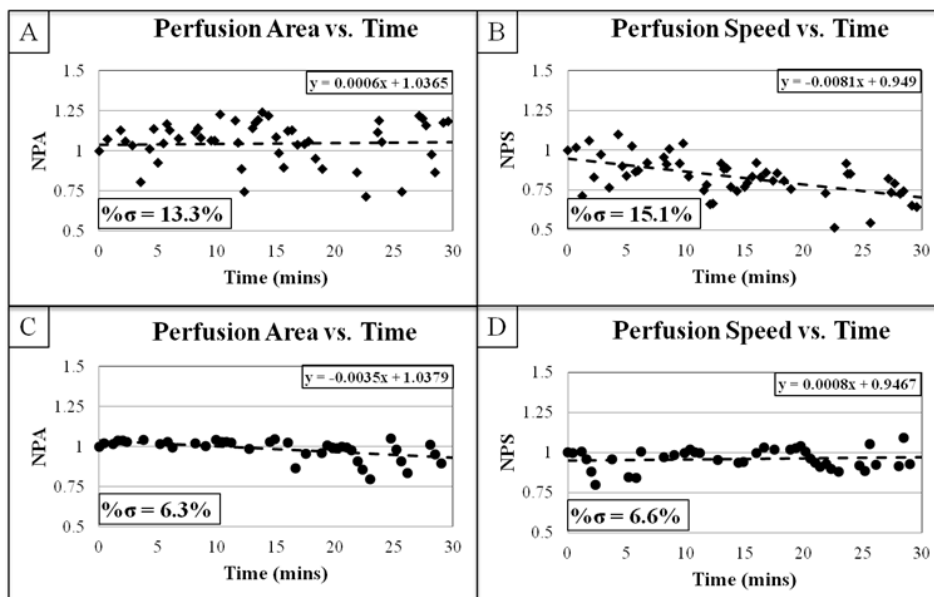 A
Perfusion Area vs. Time
y = 0.0006x + 1.0365
1.5
1.25
1
0.75
0.5
NPA
%σ = 13.3%
0 5 10 15 20 25 30
Time (mins)
B
Perfusion Speed vs. Time
y = -0.0081x + 0.949
1.5
1.25
1
0.75
0.5
NPS
%σ = 15.1%
0 5 10 15 20 25 30
Time (mins)
C
Perfusion Area vs. Time
y = -0.0035x + 1.0379
1.5
1.25
1
0.75
0.5
NPA
%σ = 6.3%
0 5 10 15 20 25 30
Time (mins)
D
Perfusion Speed vs. Time
y = 0.0008x + 0.9467
1.5
1.25
1
0.75
0.5
NPS
%σ = 6.6%
0 5 10 15 20 25 30
Time (mins)